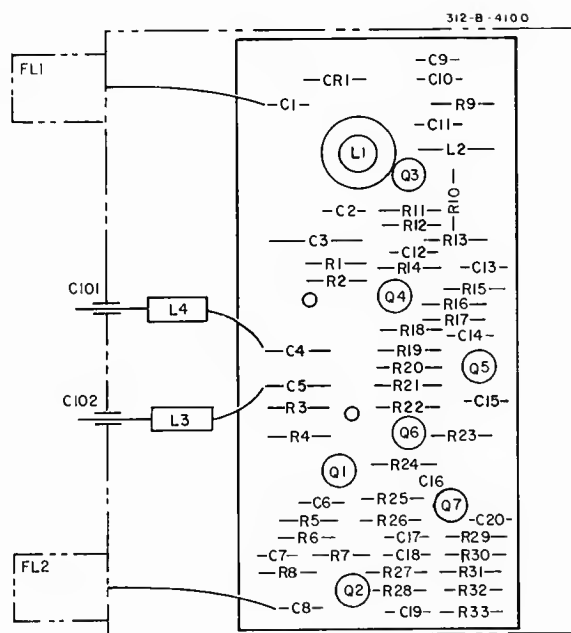 312-B-4100
FL1
C9
CR1
C10
C1
R9
C11
L1
L2
Q3
R10
C2
R11
R12
C3
R13
C12
R1
R14
C13
R2
C101
L4
Q4
R15
R16
R17
R18
C14
C4
R19
R20
Q5
C5
R21
C102
L3
R3
R22
C15
R4
Q6
R23
Q1
R24
C16
C6
R25
Q7
R5
R26
C20
R6
C17
R29
FL2
C7
R7
C18
R30
R8
R27
R31
Q2
R28
R32
C8
C19
R33